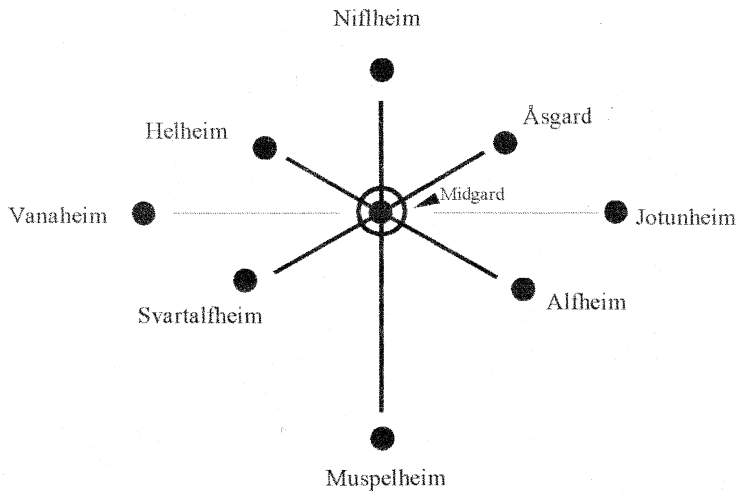 Niflheim
Helheim
Åsgard
Midgard
Vanaheim
Jotunheim
Svartalfheim
Alfheim
Muspelheim